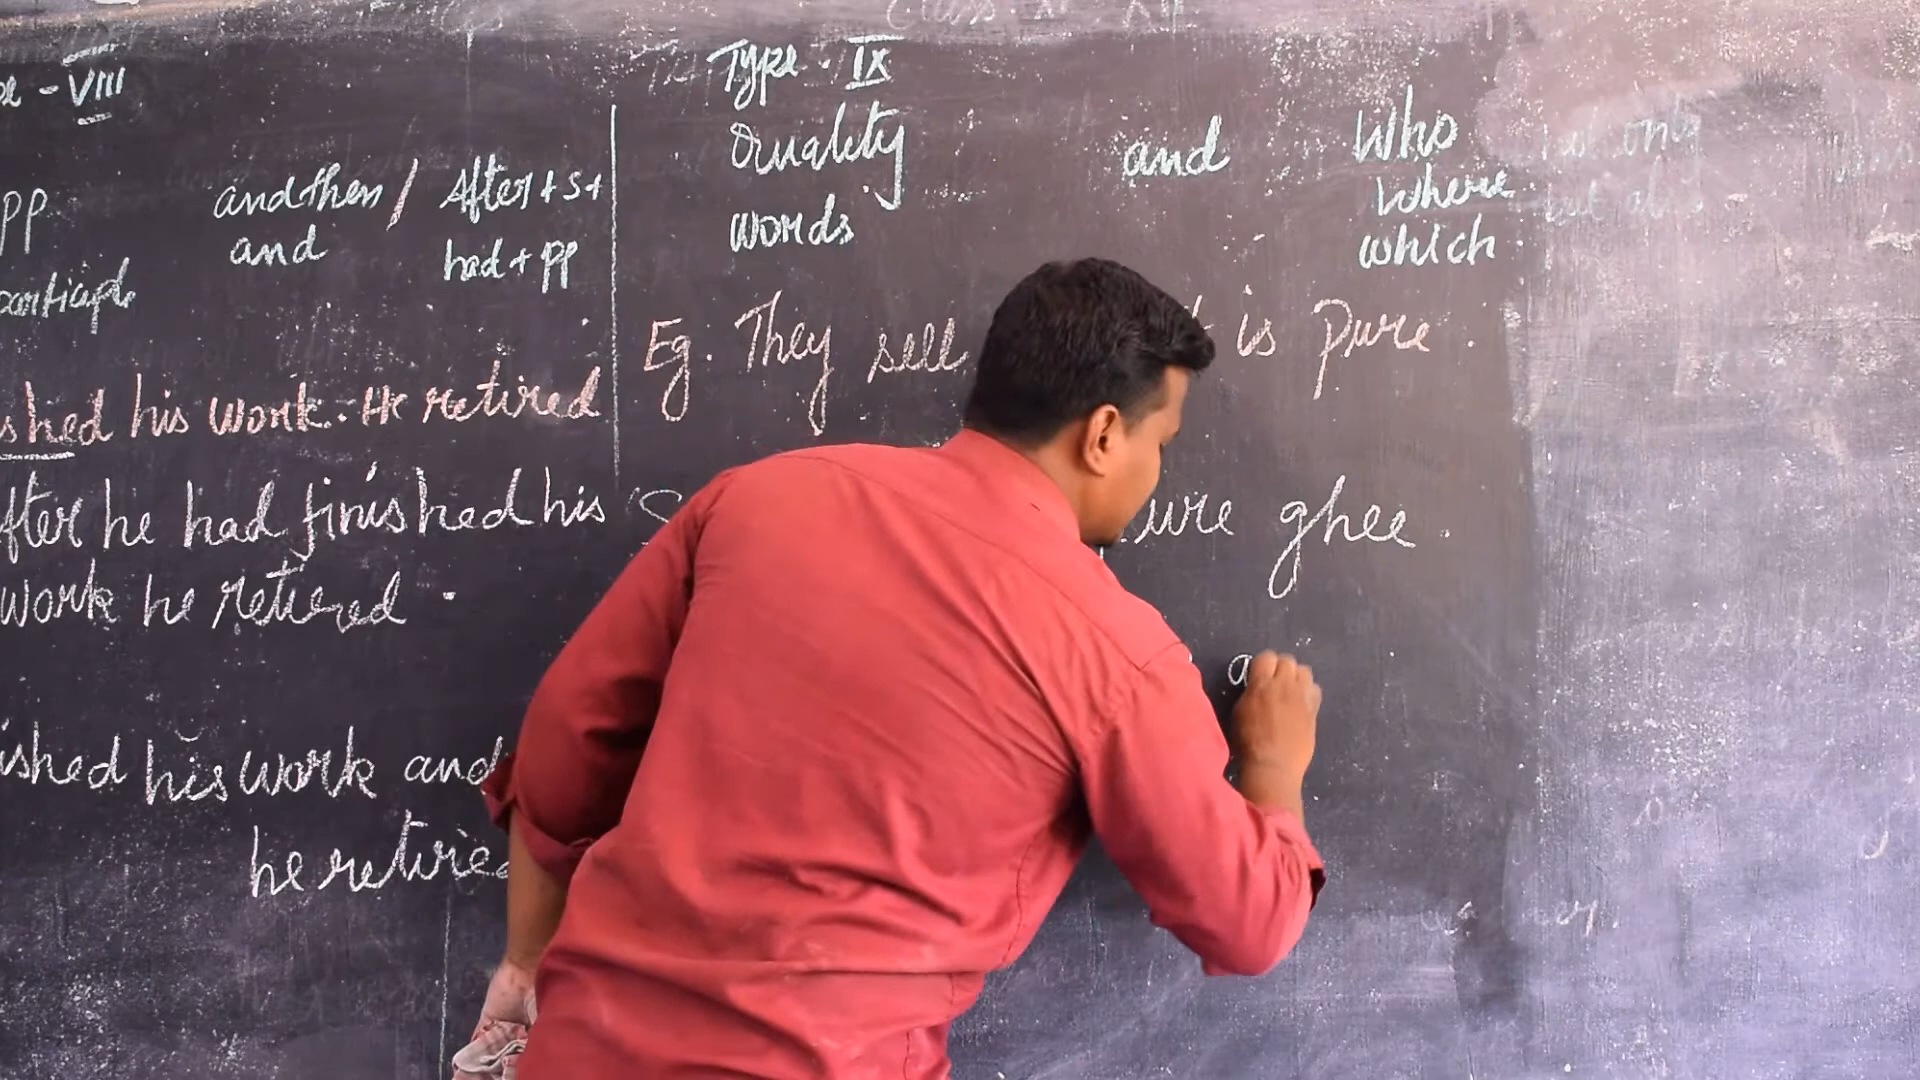 Type - IX
- VIII
Quality and Who
words where
which
PP and then / After + S +
and had + pp
Eg. They sell is Pure.
shed his work. He retired
After he had finished his S ure ghee.
work he retiered.
a
ished his work and
he retired